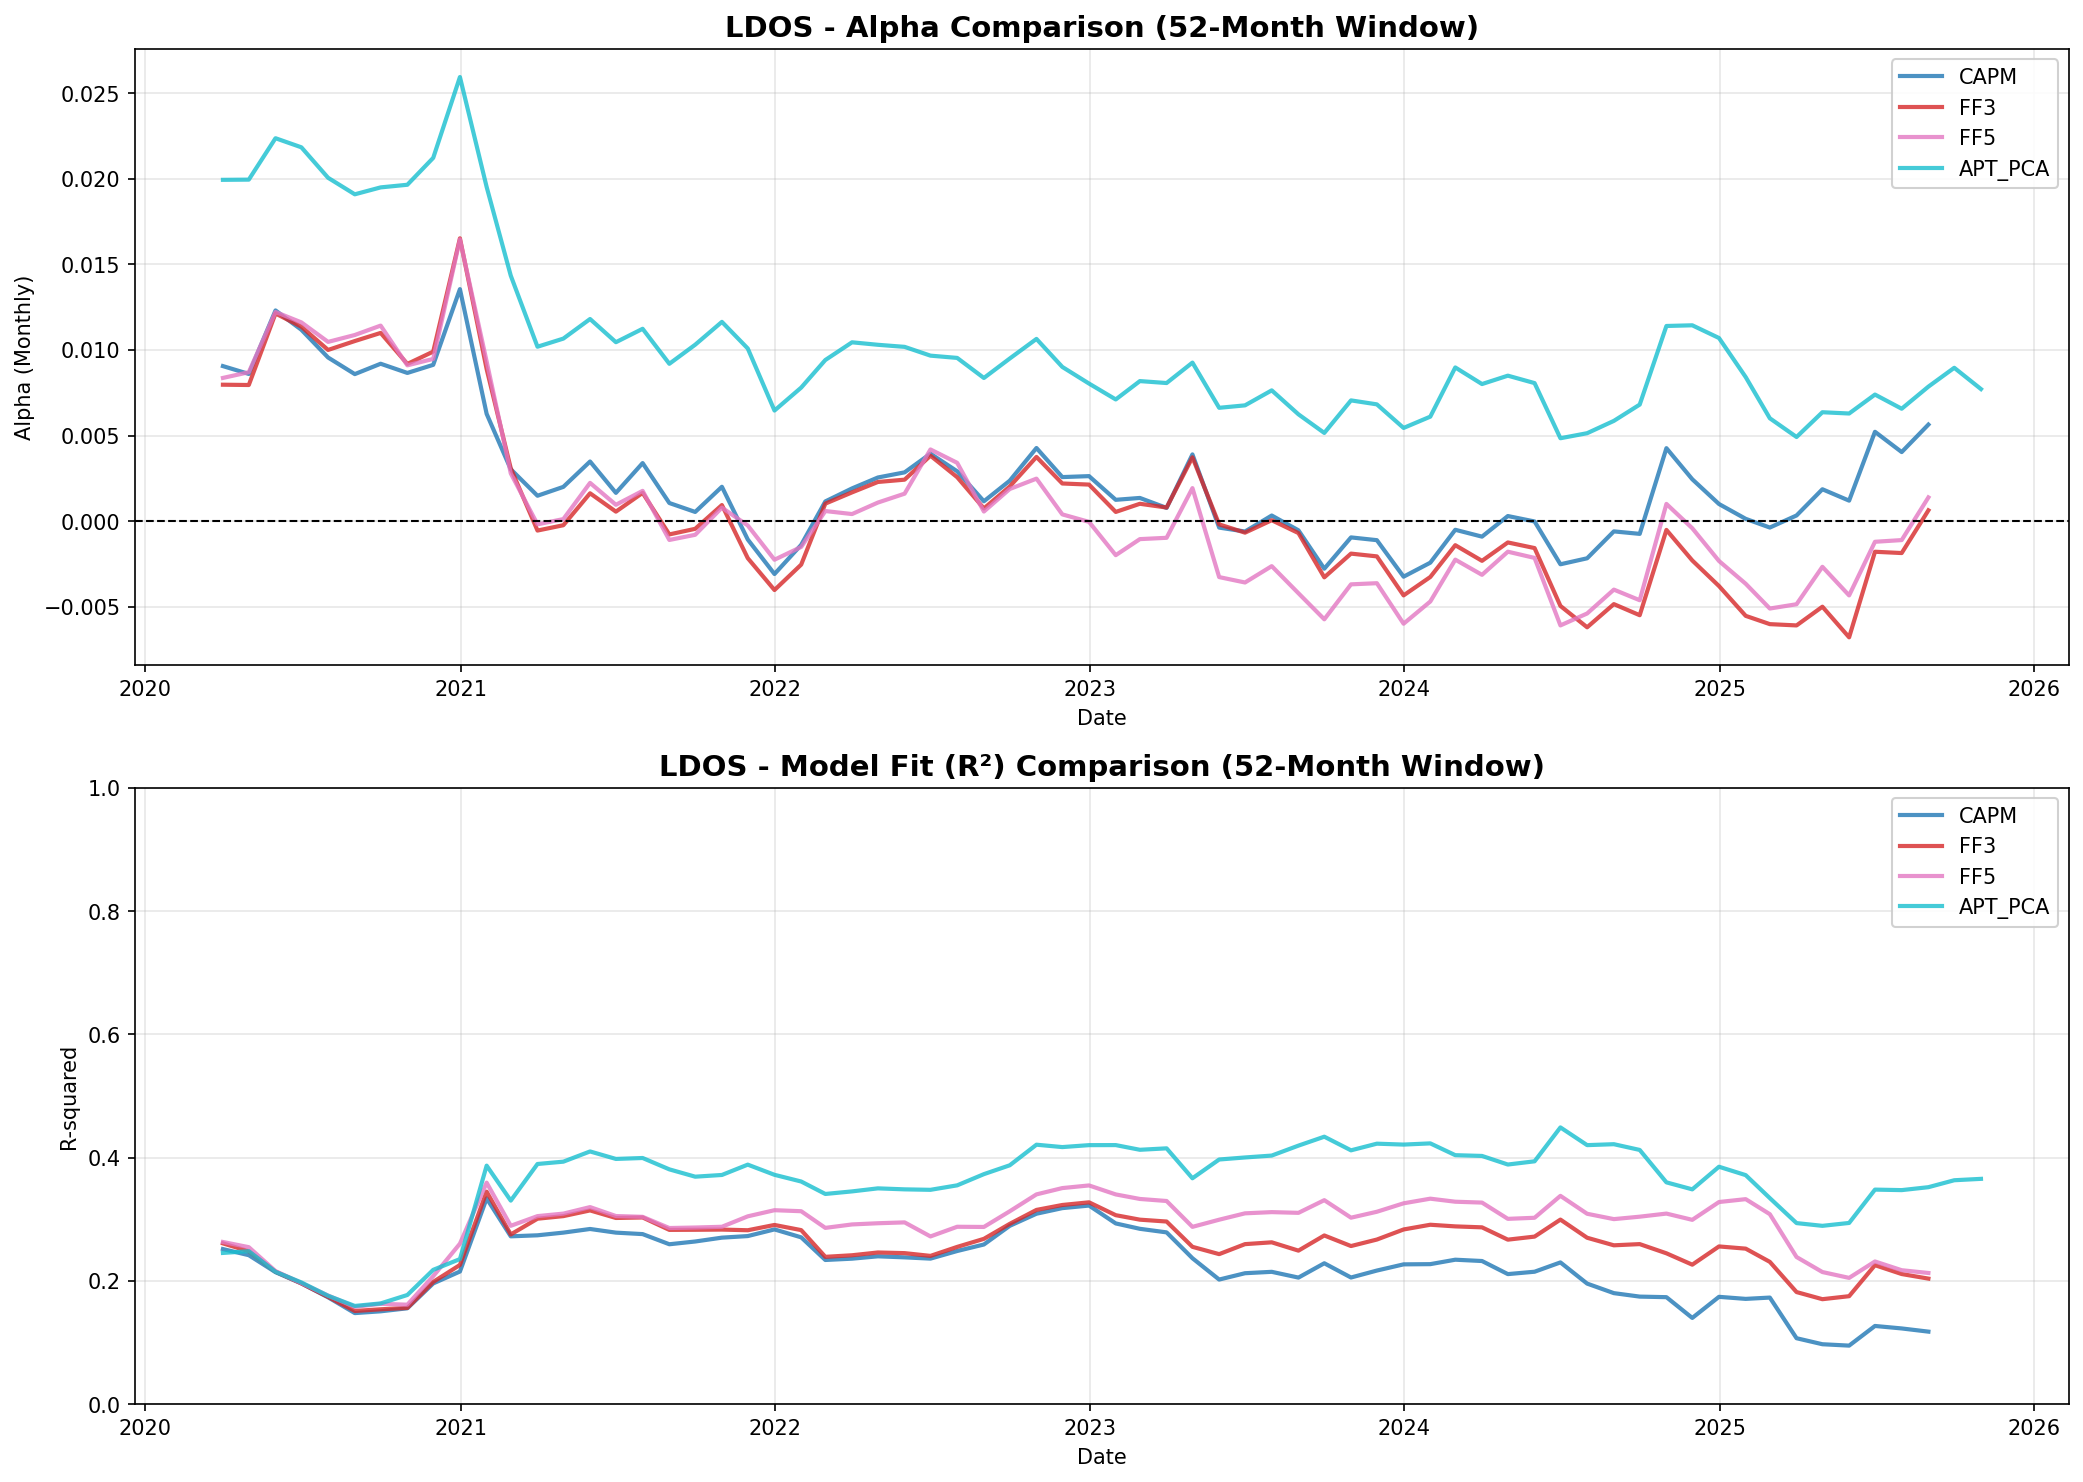 LDOS - Alpha Comparison (52-Month Window)
Alpha (Monthly)
0.025
0.020
0.015
0.010
0.005
0.000
−0.005
CAPM
FF3
FF5
APT_PCA
2020 2021 2022 2023 2024 2025 2026
Date
LDOS - Model Fit (R²) Comparison (52-Month Window)
R-squared
1.0
0.8
0.6
0.4
0.2
0.0
CAPM
FF3
FF5
APT_PCA
2020 2021 2022 2023 2024 2025 2026
Date